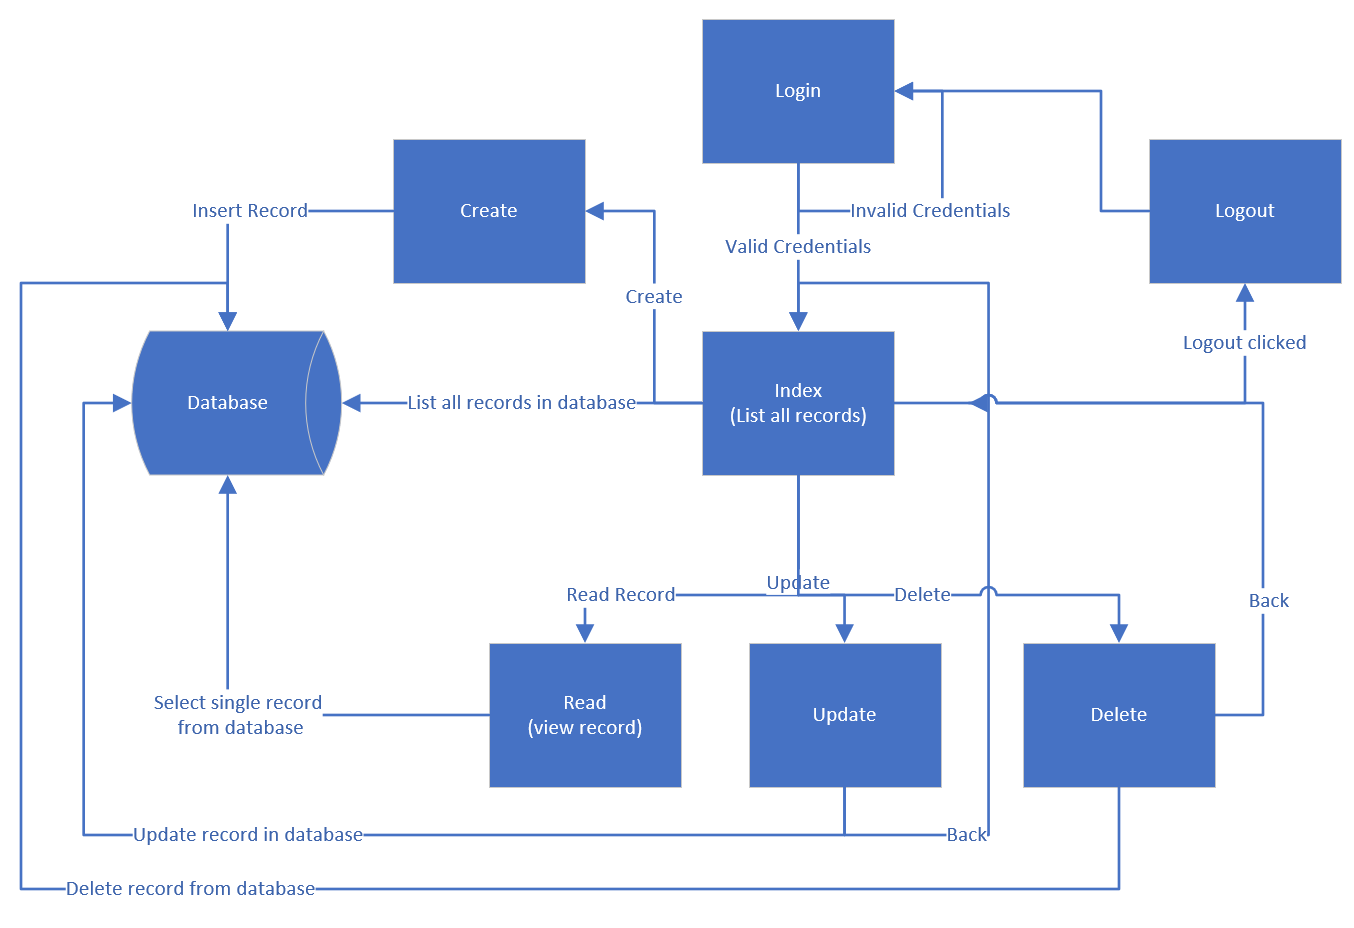 Login
Insert Record
Create
Invalid Credentials
Logout
Valid Credentials
Create
Logout clicked
Database
List all records in database
Index
(List all records)
Update
Read Record
Delete
Back
Select single record
from database
Read
(view record)
Update
Delete
Update record in database
Back
Delete record from database